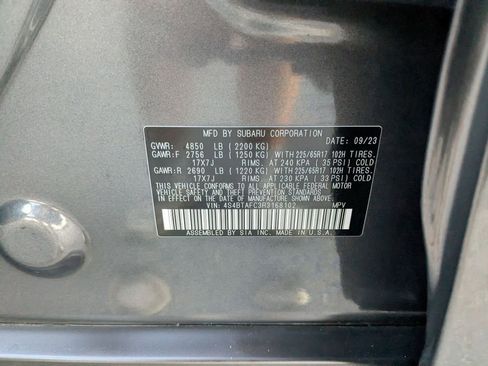 MFD BY SUBARU CORPORATION
DATE: 09/23
GVWR: 4850 LB (2200 KG)
GAWR:F 2756 LB (1250 KG) WITH 225/65R17 102H TIRES.
17X7J RIMS. AT 240 KPA (35 PSI) COLD
GAWR:R 2690 LB (1220 KG) WITH 225/65R17 102H TIRES.
17X7J RIMS. AT 230 KPA (33 PSI) COLD
THIS VEHICLE CONFORMS TO ALL APPLICABLE FEDERAL MOTOR
VEHICLE SAFETY AND THEFT PREVENTION STANDARDS IN
EFFECT ON THE DATE OF MANUFACTURE SHOWN ABOVE.
VIN: 4S4BTAFC3R3168102 MPV
ASSEMBLED BY SIA INC. MADE IN U.S.A.